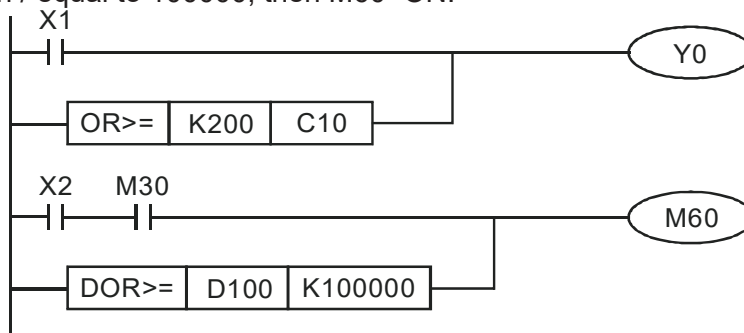 equal to 100000, then M60 ON.
X1
Y0
OR>= K200 C10
X2 M30
M60
DOR>= D100 K100000